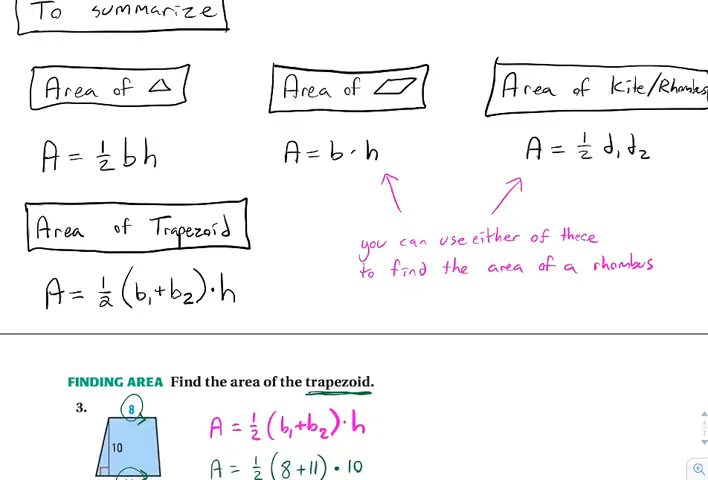 To summarize
Area of △
Area of ▱
Area of Kite/Rhombus
A = ½ bh
A = b · h
A = ½ d₁ d₂
Area of Trapezoid
A = ½ (b₁+b₂) · h
you can use either of thece
to find the area of a rhombus
FINDING AREA Find the area of the trapezoid.
3.
8
10
A = ½ (b₁+b₂) · h
A = ½ (8+11) · 10